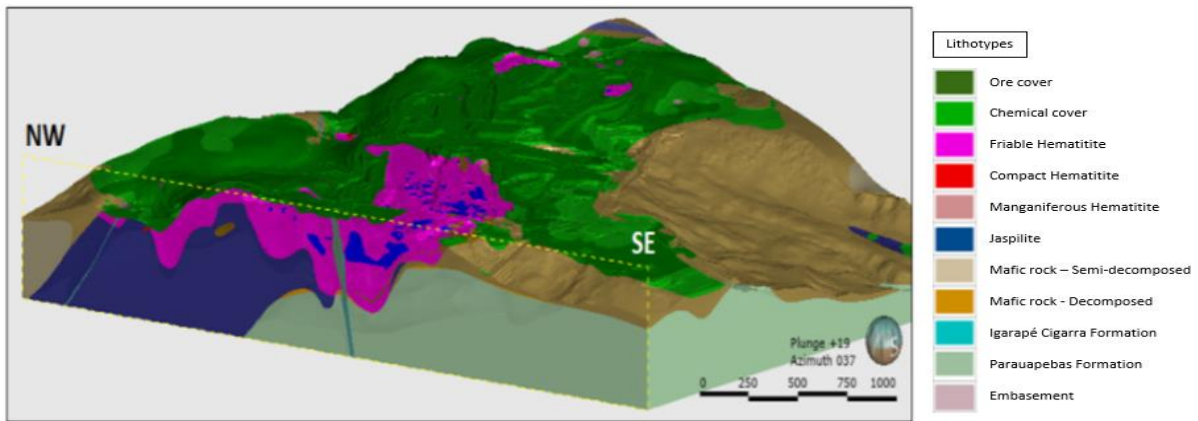 NW
SE
Plunge +19
Azimuth 037
0 250 500 750 1000
S
Lithotypes
Ore cover
Chemical cover
Friable Hematitite
Compact Hematitite
Manganiferous Hematitite
Jaspilite
Mafic rock – Semi-decomposed
Mafic rock - Decomposed
Igarapé Cigarra Formation
Parauapebas Formation
Embasement